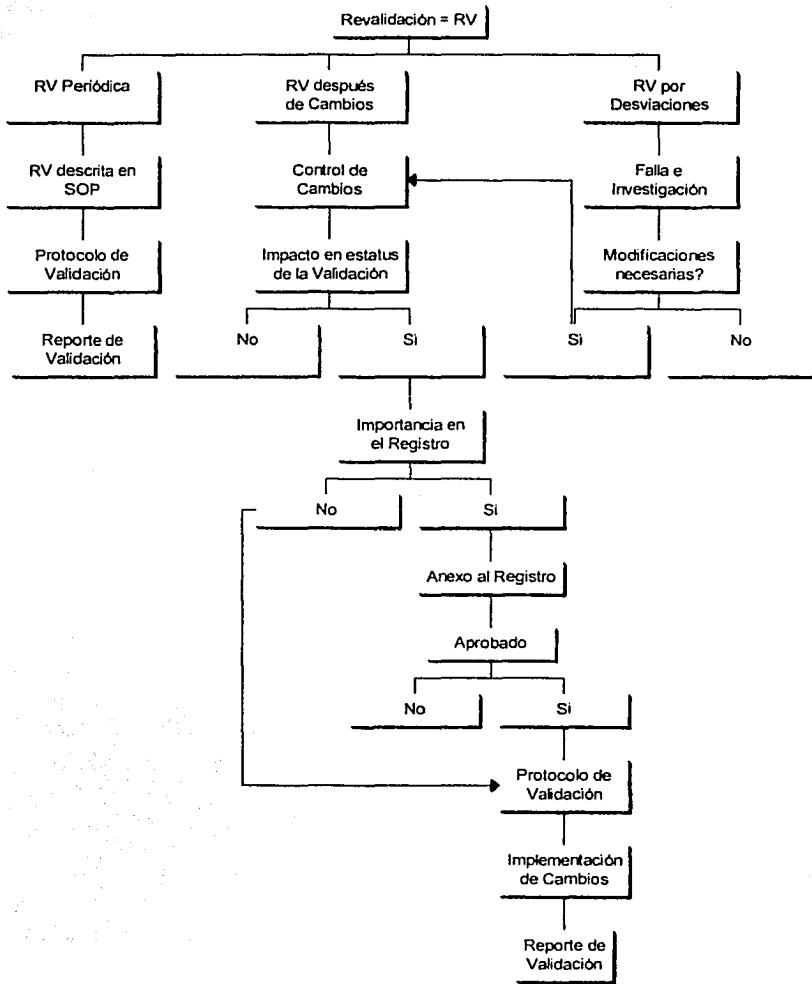 Revalidación = RV
RV Periódica
RV después
de Cambios
RV por
Desviaciones
RV descrita en
SOP
Control de
Cambios
Falla e
Investigación
Protocolo de
Validación
Impacto en estatus
de la Validación
Modificaciones
necesarias?
Reporte de
Validación
No
Sì
Sì
No
Importancia en
el Registro
No
Si
Anexo al Registro
Aprobado
No
Si
Protocolo de
Validación
Implementación
de Cambios
Reporte de
Validación